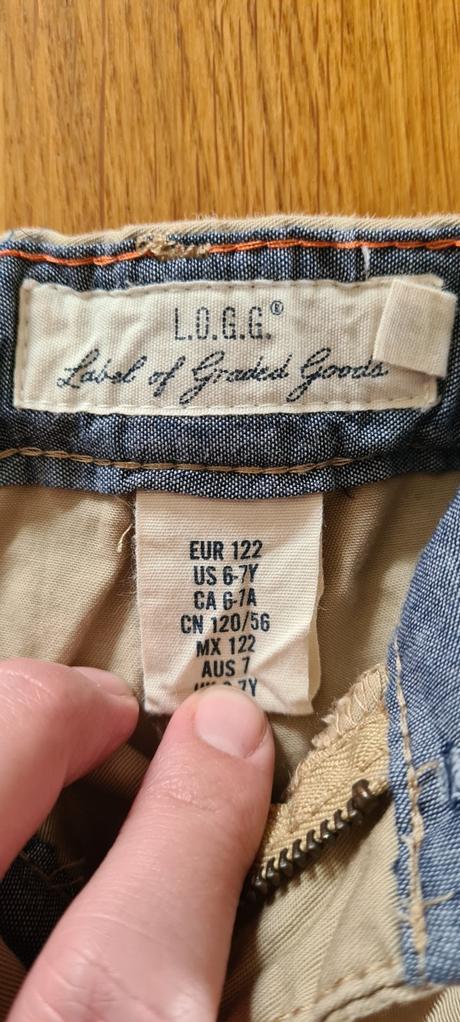 L.O.G.G.®
Label of Graded Goods
EUR 122
US 6-7Y
CA 6-7A
CN 120/56
MX 122
AUS 7